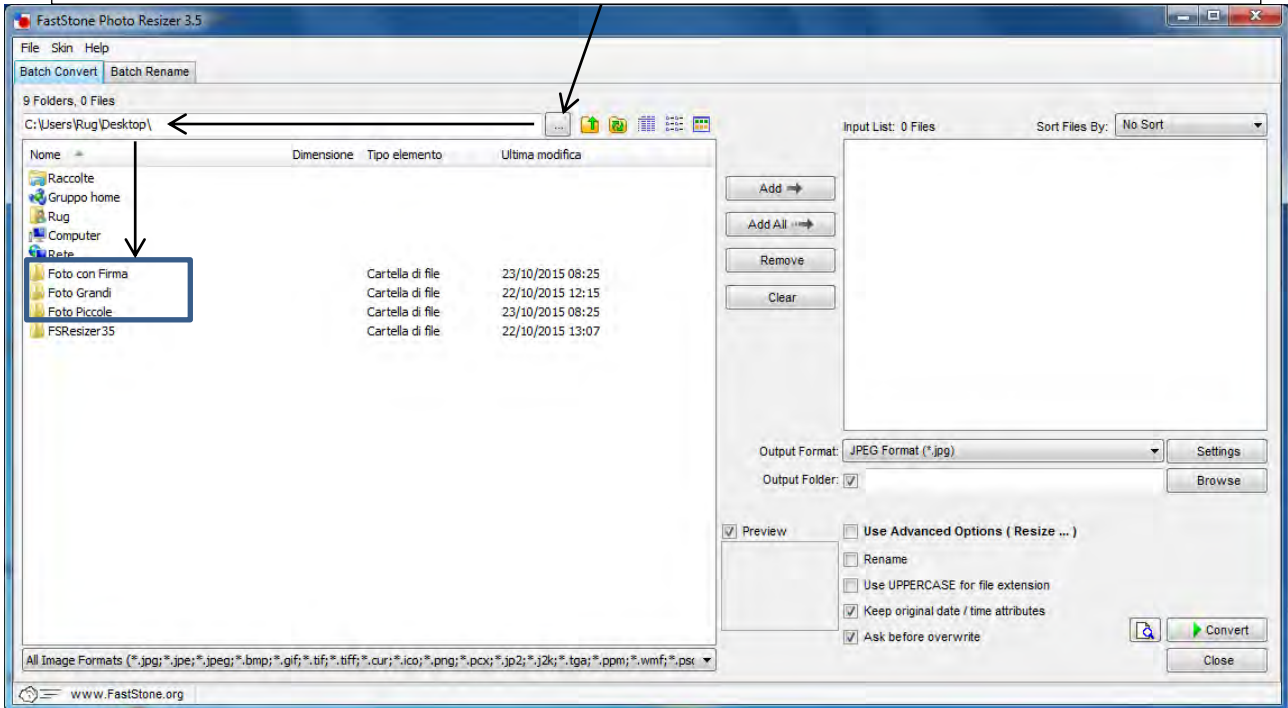 FastStone Photo Resizer 3.5
File Skin Help
Batch Convert Batch Rename
9 Folders, 0 Files
C:\Users\Rug\Desktop\
...
Input List: 0 Files Sort Files By: No Sort
Nome Dimensione Tipo elemento Ultima modifica
Raccolte
Gruppo home
Rug
Computer
Rete
Foto con Firma Cartella di file 23/10/2015 08:25
Foto Grandi Cartella di file 22/10/2015 12:15
Foto Piccole Cartella di file 23/10/2015 08:25
FSResizer35 Cartella di file 22/10/2015 13:07
Add
Add All
Remove
Clear
Output Format: JPEG Format (*.jpg) Settings
Output Folder: Browse
Preview
Use Advanced Options ( Resize ... )
Rename
Use UPPERCASE for file extension
Keep original date / time attributes
Ask before overwrite
Convert
All Image Formats (*.jpg;*.jpe;*.jpeg;*.bmp;*.gif;*.tif;*.tiff;*.cur;*.ico;*.png;*.pcx;*.jp2;*.j2k;*.tga;*.ppm;*.wmf;*.psc
Close
www.FastStone.org